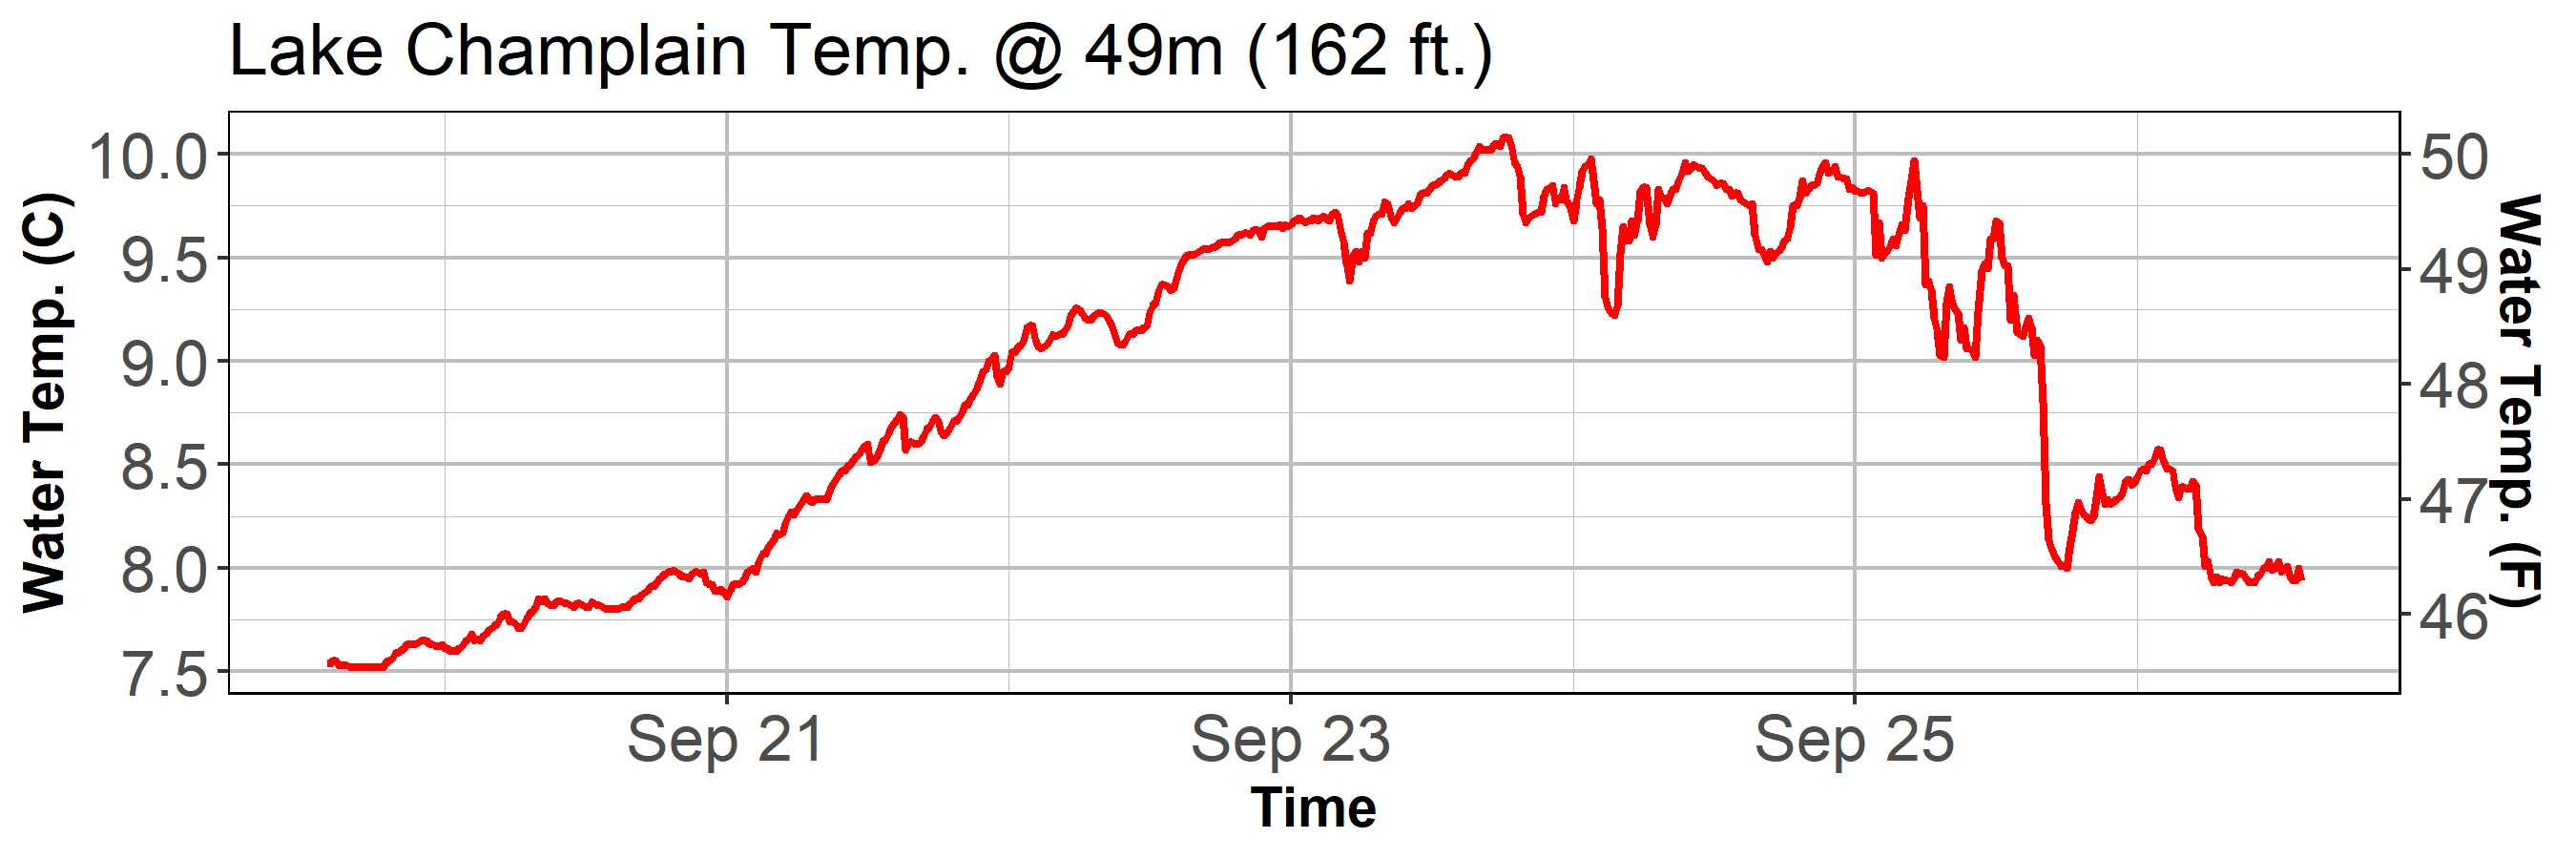 Lake Champlain Temp. @ 49m (162 ft.)
Water Temp. (C)
10.0
9.5
9.0
8.5
8.0
7.5
50
49
48
47
46
Water Temp. (F)
Sep 21
Sep 23
Sep 25
Time